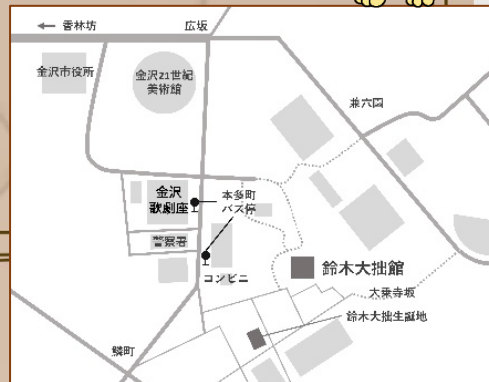 ← 香林坊
広坂
金沢市役所
金沢21世紀
美術館
兼六園
金沢
歌劇座
本多町
バス停
警察署
コンビニ
鈴木大拙館
大乗寺坂
鈴木大拙生誕地
鱗町